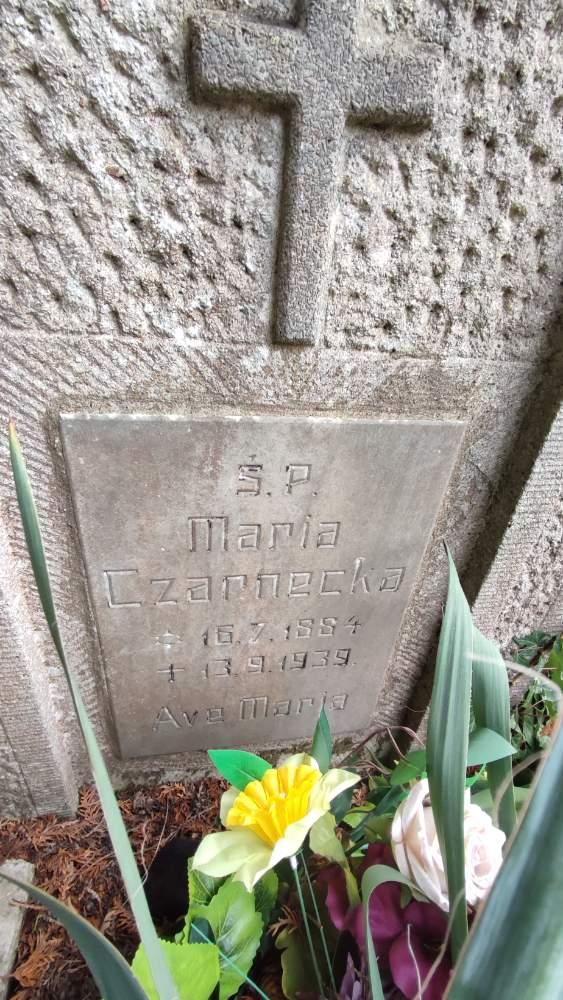 Ś.P.
Maria
Czarnecka
* 16.7.1884
† 13.9.1939.
Ave Maria